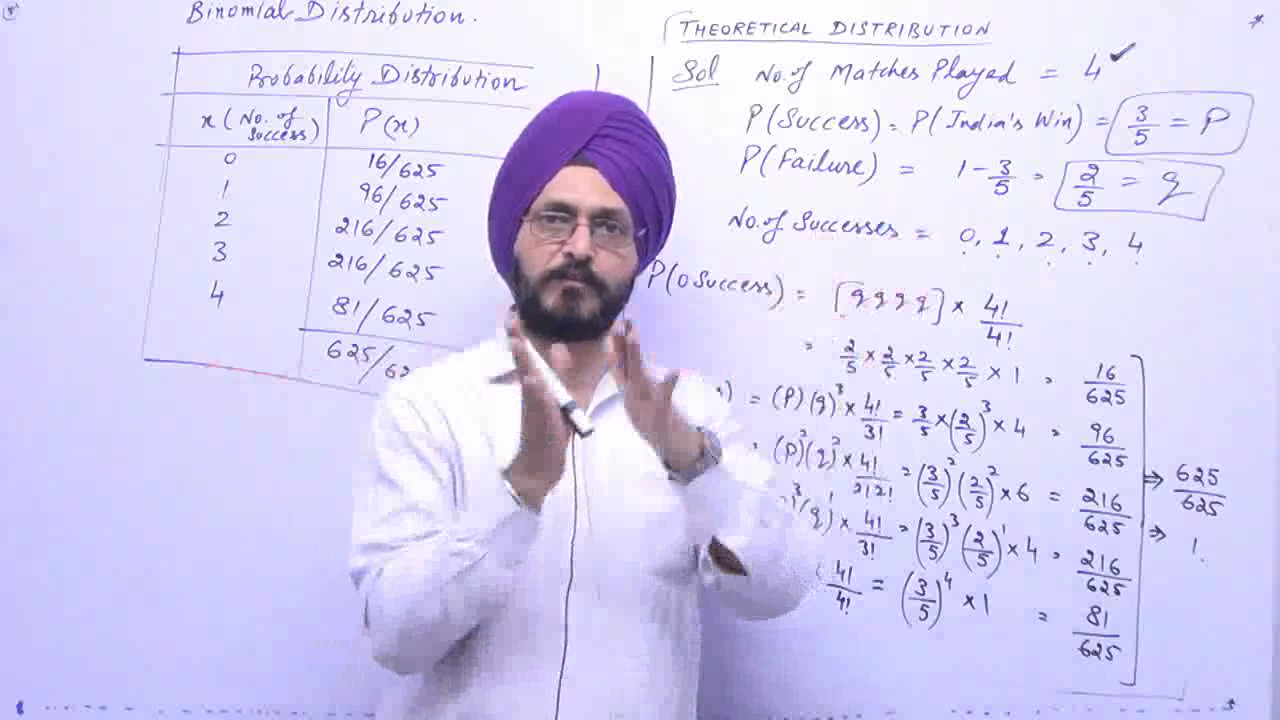 Binomial Distribution.
Probability Distribution
x (No. of Success) P(x)
0 16/625
1 96/625
2 216/625
3 216/625
4 81/625
625/62
THEORETICAL DISTRIBUTION
Sol No. of Matches Played = 4 ✓
P(Success) = P(India's Win) = 3/5 = P
P(Failure) = 1 - 3/5 = 2/5 = q
No. of Successes = 0, 1, 2, 3, 4
P(0 Success) = [q q q q] × 4!/4!
= 2/5 × 2/5 × 2/5 × 2/5 × 1 = 16/625
) = (P) (q)³ × 4!/3! = 3/5 × (2/5)³ × 4 = 96/625
= (P)² (q)² × 4!/2!2! = (3/5)² (2/5)² × 6 = 216/625 ⇒ 625/625
³ (q)¹ × 4!/3! = (3/5)³ (2/5)¹ × 4 = 216/625 ⇒ 1.
4!/4! = (3/5)⁴ × 1 = 81/625